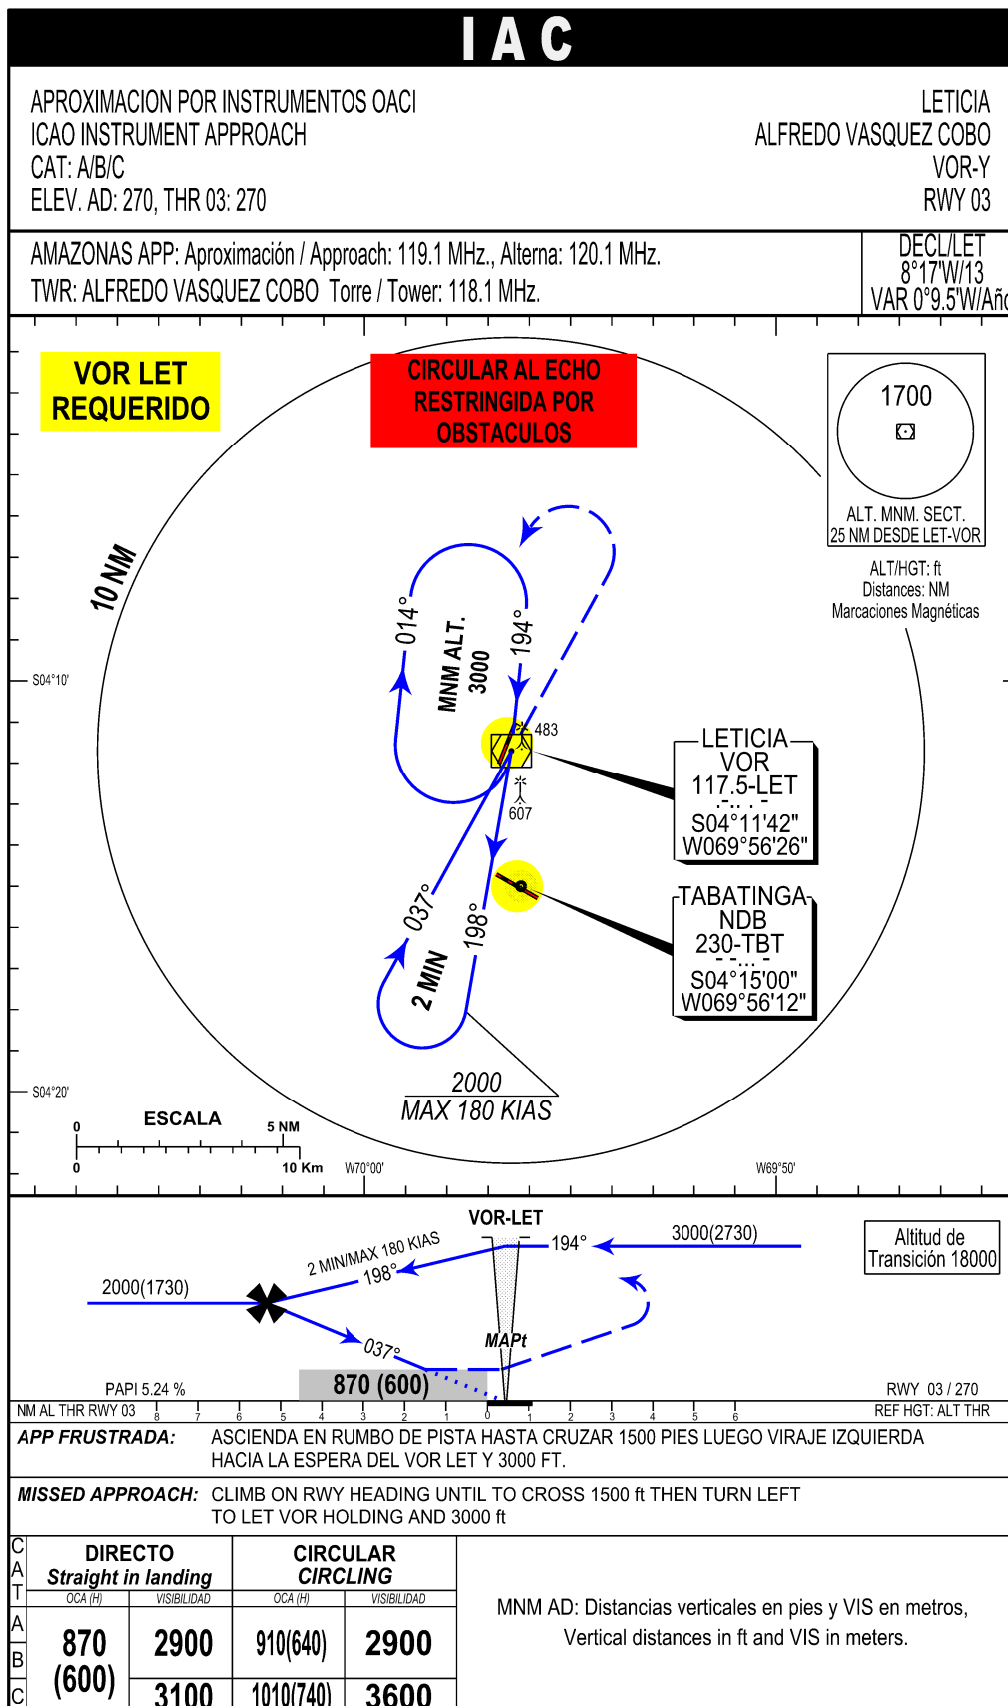 IAC
APROXIMACION POR INSTRUMENTOS OACI
ICAO INSTRUMENT APPROACH
CAT: A/B/C
ELEV. AD: 270, THR 03: 270
LETICIA
ALFREDO VASQUEZ COBO
VOR-Y
RWY 03
AMAZONAS APP: Aproximación / Approach: 119.1 MHz., Alterna: 120.1 MHz.
TWR: ALFREDO VASQUEZ COBO Torre / Tower: 118.1 MHz.
DECL/LET
8°17'W/13
VAR 0°9.5'W/Año
VOR LET
REQUERIDO
CIRCULAR AL ECHO
RESTRINGIDA POR
OBSTACULOS
1700
ALT. MNM. SECT.
25 NM DESDE LET-VOR
ALT/HGT: ft
Distances: NM
Marcaciones Magnéticas
10 NM
014°
MNM ALT.
3000
194°
S04°10'
483
607
LETICIA
VOR
117.5-LET
.-.. . -
S04°11'42"
W069°56'26"
TABATINGA
NDB
230-TBT
- -... -
S04°15'00"
W069°56'12"
037°
198°
2 MIN
2000
MAX 180 KIAS
S04°20'
ESCALA
0 5 NM
0 10 Km
W70°00'
W69°50'
VOR-LET
3000(2730)
194°
2 MIN/MAX 180 KIAS
198°
2000(1730)
Altitud de
Transición 18000
037°
MAPt
870 (600)
PAPI 5.24 %
RWY 03 / 270
NM AL THR RWY 03 8 7 6 5 4 3 2 1 0 1 2 3 4 5 6 REF HGT: ALT THR
APP FRUSTRADA: ASCIENDA EN RUMBO DE PISTA HASTA CRUZAR 1500 PIES LUEGO VIRAJE IZQUIERDA
HACIA LA ESPERA DEL VOR LET Y 3000 FT.
MISSED APPROACH: CLIMB ON RWY HEADING UNTIL TO CROSS 1500 ft THEN TURN LEFT
TO LET VOR HOLDING AND 3000 ft
CAT
DIRECTO
Straight in landing
CIRCULAR
CIRCLING
OCA (H) VISIBILIDAD OCA (H) VISIBILIDAD
A
B
C
870
(600)
2900
910(640)
2900
3100
1010(740)
3600
MNM AD: Distancias verticales en pies y VIS en metros,
Vertical distances in ft and VIS in meters.